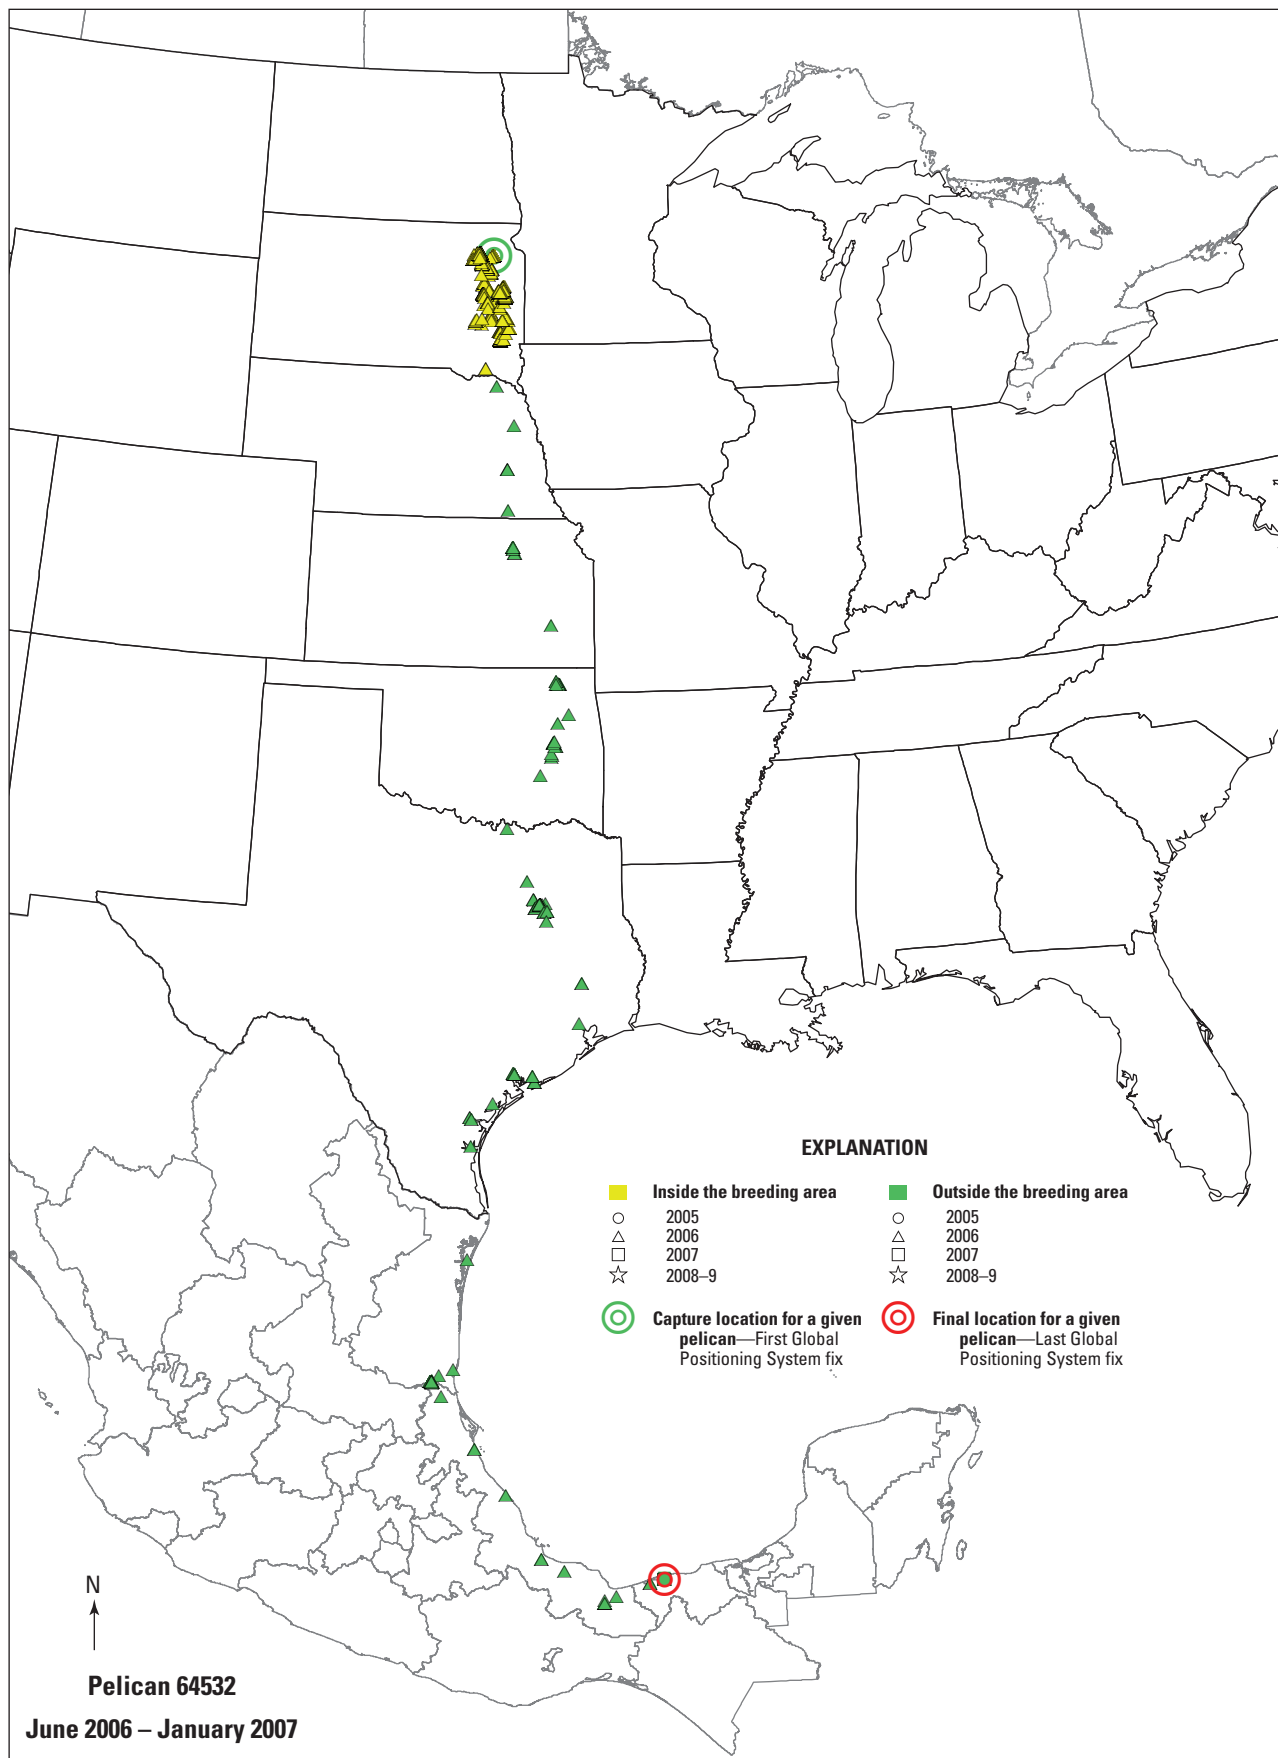 EXPLANATION
Inside the breeding area
2005
2006
2007
2008–9
Capture location for a given
pelican—First Global
Positioning System fix
Outside the breeding area
2005
2006
2007
2008–9
Final location for a given
pelican—Last Global
Positioning System fix
N
Pelican 64532
June 2006 – January 2007